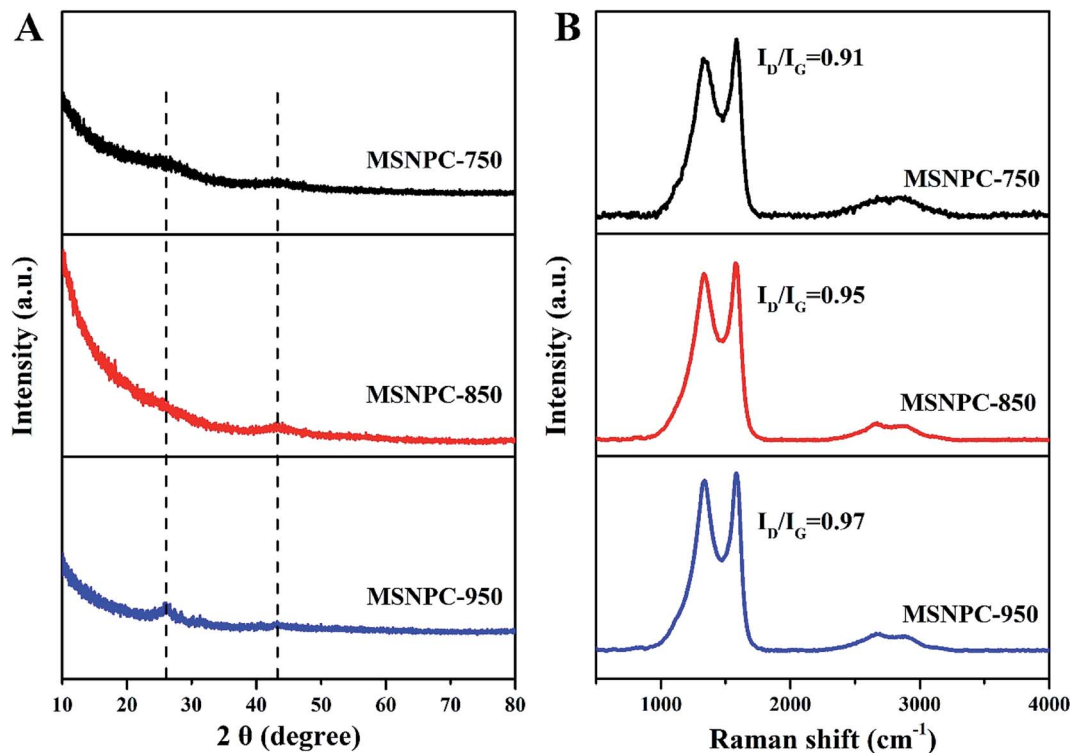 A
MSNPC-750
MSNPC-850
MSNPC-950
10 20 30 40 50 60 70 80
2 θ (degree)
Intensity (a.u.)
B
I_D/I_G=0.91
MSNPC-750
I_D/I_G=0.95
MSNPC-850
I_D/I_G=0.97
MSNPC-950
1000 2000 3000 4000
Raman shift (cm⁻¹)
Intensity (a.u.)